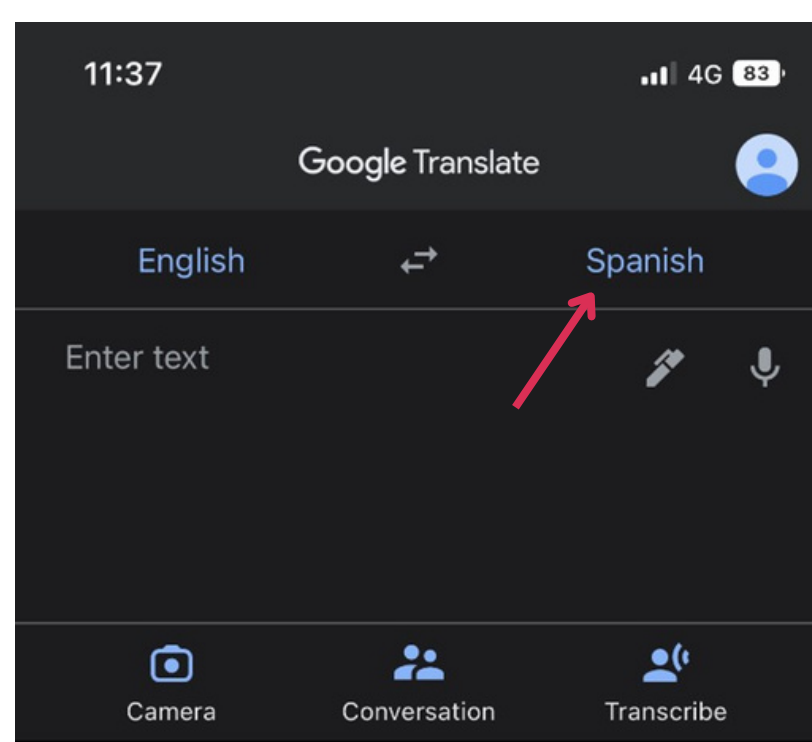 11:37 4G 83
Google Translate
English Spanish
Enter text
Camera Conversation Transcribe